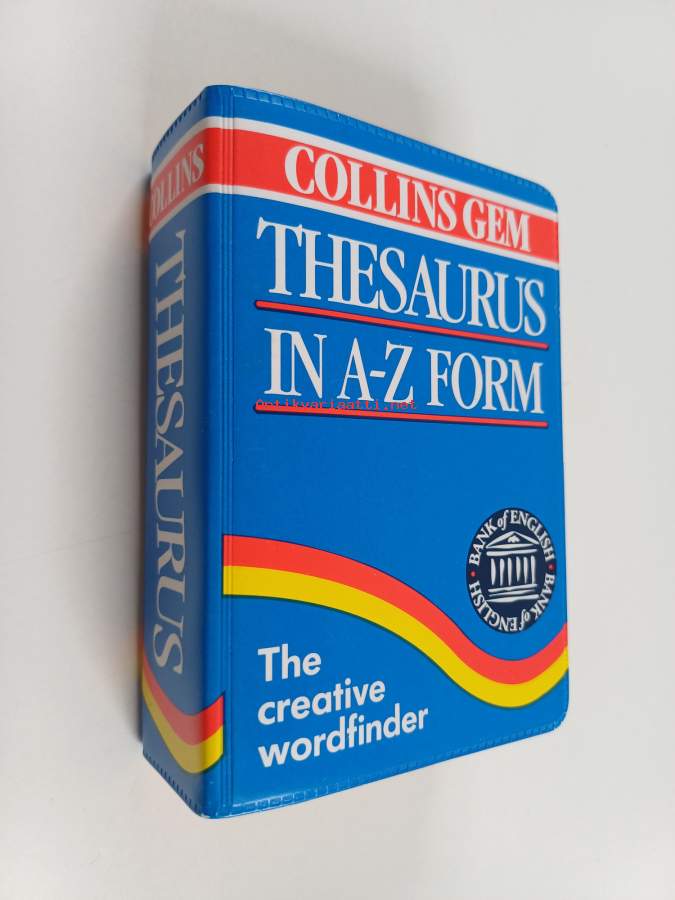 COLLINS
THESAURUS
COLLINS GEM
THESAURUS
IN A-Z FORM
Antikvariaatti.net
BANK of ENGLISH • BANK of ENGLISH •
The
creative
wordfinder